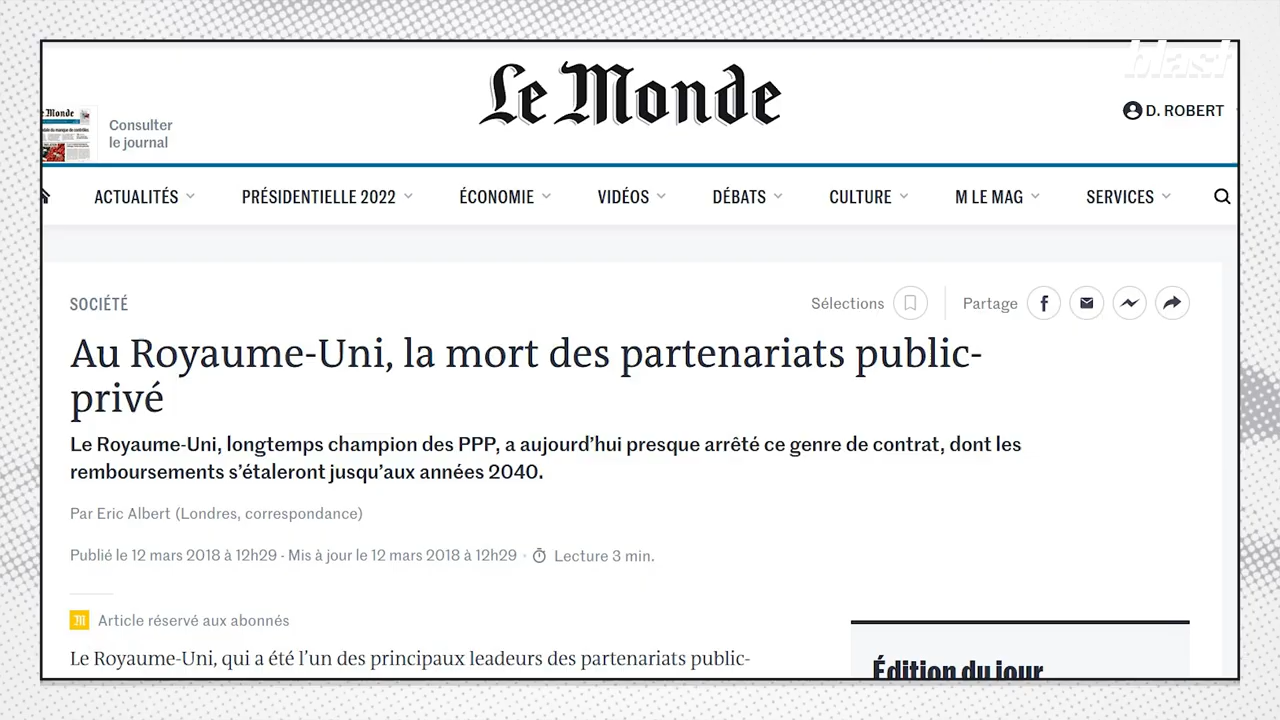 blast
Le Monde
Consulter
le journal
D. ROBERT
ACTUALITÉS
PRÉSIDENTIELLE 2022
ÉCONOMIE
VIDÉOS
DÉBATS
CULTURE
M LE MAG
SERVICES
SOCIÉTÉ
Sélections
Partage
Au Royaume-Uni, la mort des partenariats public-
privé
Le Royaume-Uni, longtemps champion des PPP, a aujourd’hui presque arrêté ce genre de contrat, dont les
remboursements s’étaleront jusqu’aux années 2040.
Par Eric Albert (Londres, correspondance)
Publié le 12 mars 2018 à 12h29 - Mis à jour le 12 mars 2018 à 12h29 · Lecture 3 min.
Article réservé aux abonnés
Le Royaume-Uni, qui a été l’un des principaux leadeurs des partenariats public-
Édition du jour